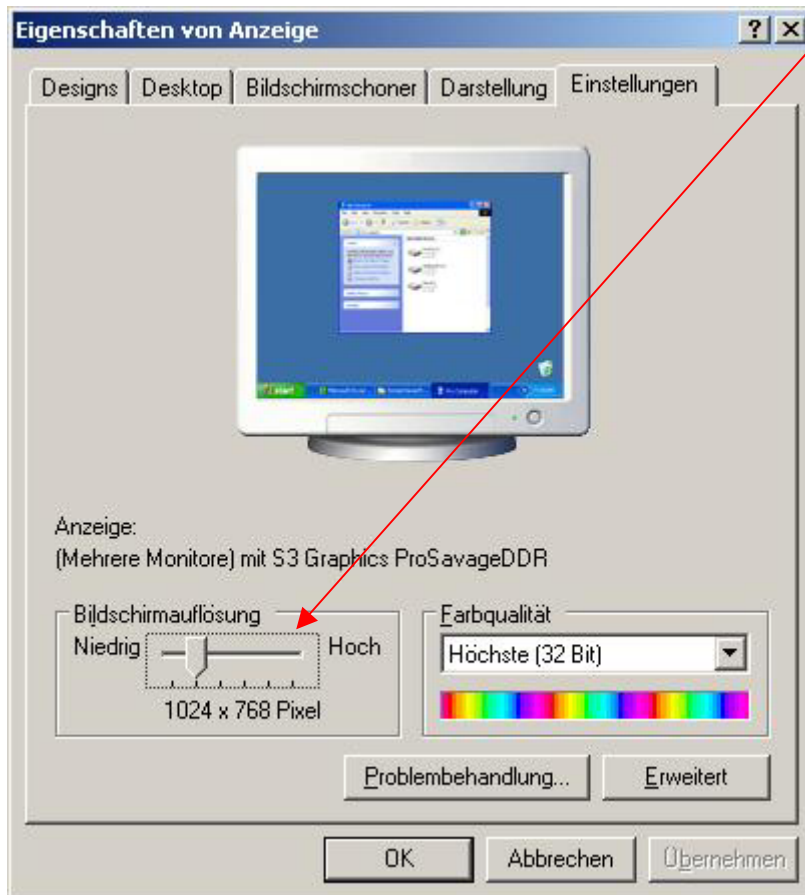 Eigenschaften von Anzeige
Designs Desktop Bildschirmschoner Darstellung Einstellungen
Anzeige:
(Mehrere Monitore) mit S3 Graphics ProSavageDDR
Bildschirmauflösung
Niedrig Hoch
1024 x 768 Pixel
Farbqualität
Höchste (32 Bit)
Problembehandlung... Erweitert
OK Abbrechen Übernehmen